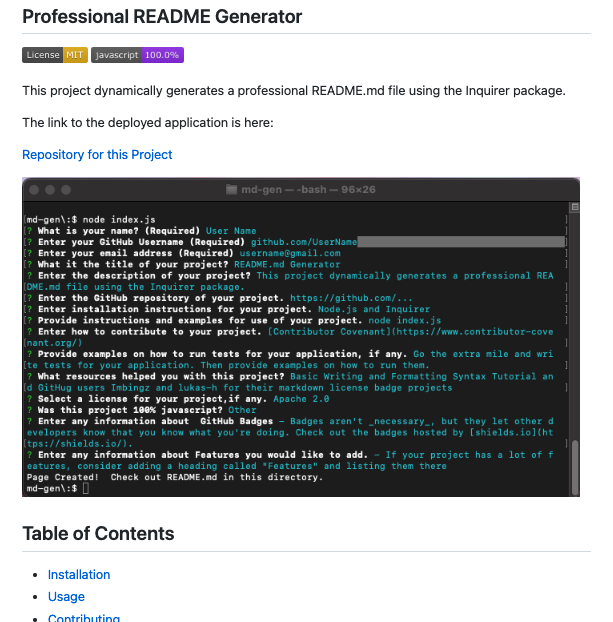 Professional README Generator
License MIT javascript 100.0%
This project dynamically generates a professional README.md file using the Inquirer package.
The link to the deployed application is here:
Repository for this Project
md-gen — -bash — 96×26
[md-gen\:$ node index.js ]
[? What is your name? (Required) User Name ]
[? Enter your GitHub Username (Required) github.com/UserName ]
[? Enter your email address (Required) username@gmail.com ]
[? What it the title of your project? README.md Generator ]
? Enter the description of your project? This project dynamically generates a professional REA
[DME.md file using the Inquirer package. ]
[? Enter the GitHub repository of your project. https://github.com/... ]
[? Enter installation instructions for your project. Node.js and Inquirer ]
[? Provide instructions and examples for use of your project. node index.js ]
? Enter how to contribute to your project. [Contributor Covenant](https://www.contributor-cove
[nant.org/) ]
? Provide examples on how to run tests for your application, if any. Go the extra mile and wri
[te tests for your application. Then provide examples on how to run them. ]
? What resources helped you with this project? Basic Writing and Formatting Syntax Tutorial an
[d GitHug users Imbingz and lukas-h for their markdown license badge projects ]
? Select a license for your project,if any. Apache 2.0
? Was this project 100% javascript? Other
? Enter any information about  GitHub Badges - Badges aren't _necessary_, but they let other d
evelopers know that you know what you're doing. Check out the badges hosted by [shields.io](ht
[tps://shields.io/). ]
? Enter any information about Features you would like to add. - If your project has a lot of f
eatures, consider adding a heading called "Features" and listing them there
Page Created!  Check out README.md in this directory.
md-gen\:$
Table of Contents
• Installation
• Usage
• Contributing